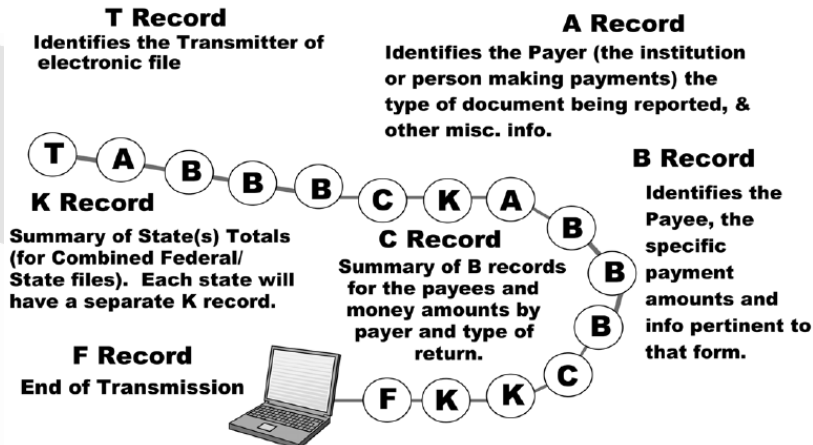 T Record
Identifies the Transmitter of
electronic file
A Record
Identifies the Payer (the institution
or person making payments) the
type of document being reported, &
other misc. info.
T A B B B C K A B B B C K K F
B Record
Identifies the
Payee, the
specific
payment
amounts and
info pertinent to
that form.
K Record
Summary of State(s) Totals
(for Combined Federal/
State files). Each state will
have a separate K record.
C Record
Summary of B records
for the payees and
money amounts by
payer and type of
return.
F Record
End of Transmission